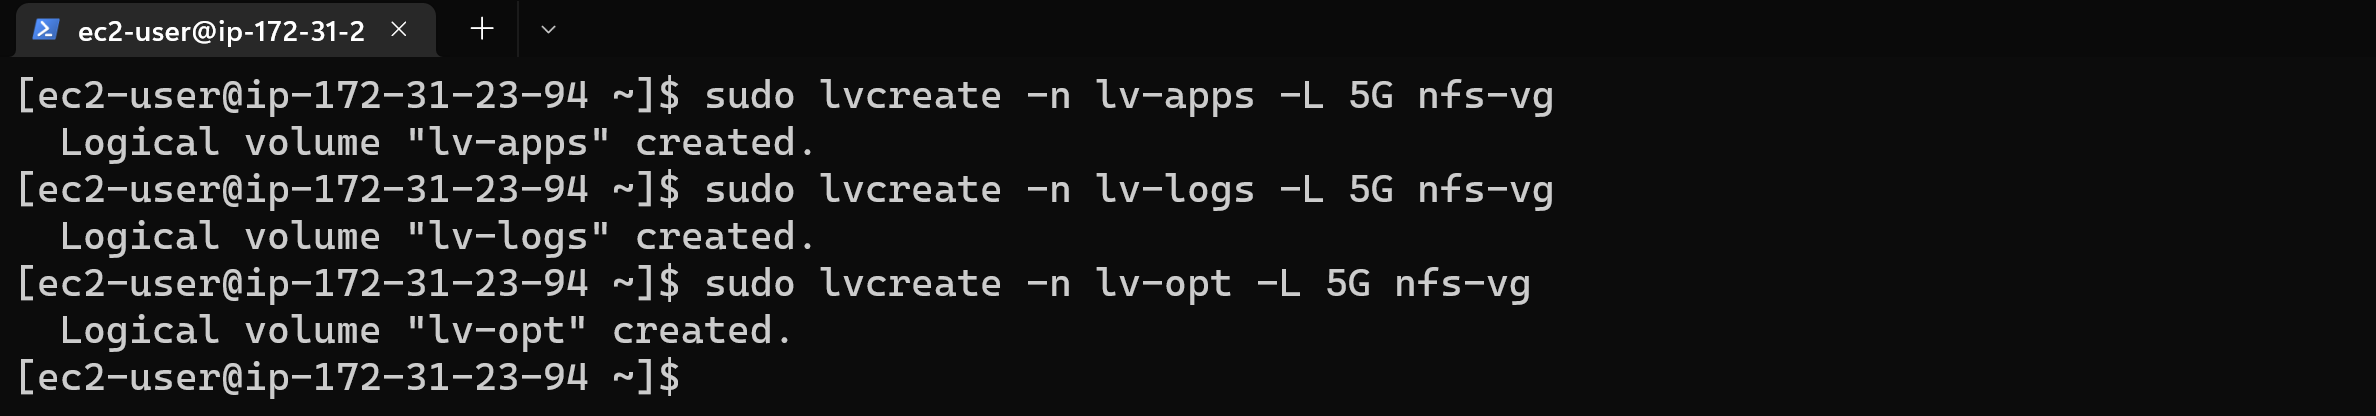 ec2-user@ip-172-31-2
[ec2-user@ip-172-31-23-94 ~]$ sudo lvcreate -n lv-apps -L 5G nfs-vg
  Logical volume "lv-apps" created.
[ec2-user@ip-172-31-23-94 ~]$ sudo lvcreate -n lv-logs -L 5G nfs-vg
  Logical volume "lv-logs" created.
[ec2-user@ip-172-31-23-94 ~]$ sudo lvcreate -n lv-opt -L 5G nfs-vg
  Logical volume "lv-opt" created.
[ec2-user@ip-172-31-23-94 ~]$